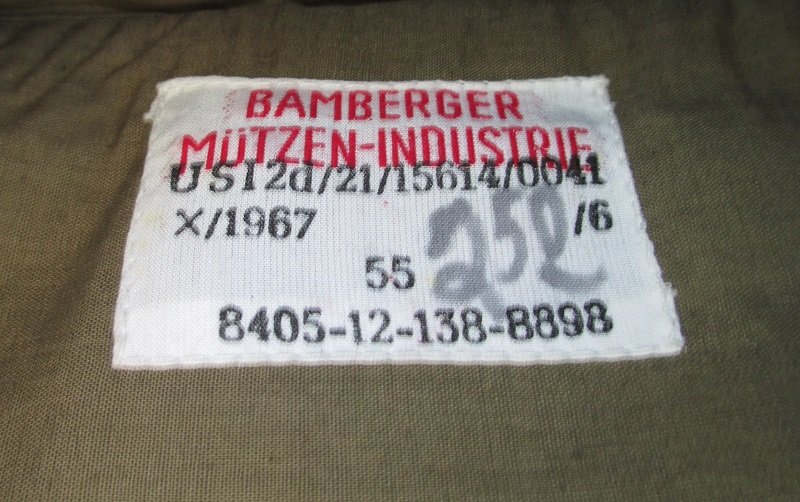 BAMBERGER
MÜTZEN-INDUSTRIE
USI2d/21/15614/0041
X/1967 /6
55
8405-12-138-8898